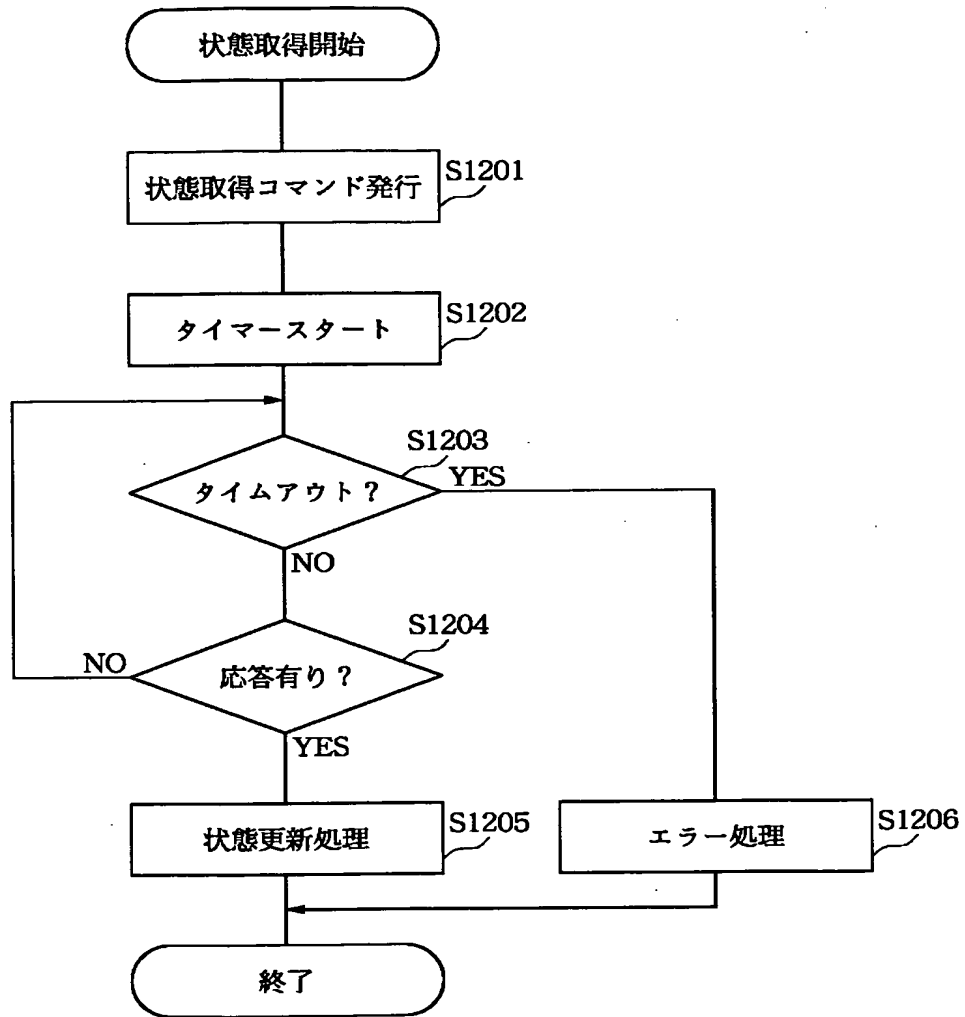 状態取得開始
状態取得コマンド発行
S1201
タイマースタート
S1202
タイムアウト?
S1203
YES
NO
応答有り?
S1204
NO
YES
状態更新処理
S1205
エラー処理
S1206
終了